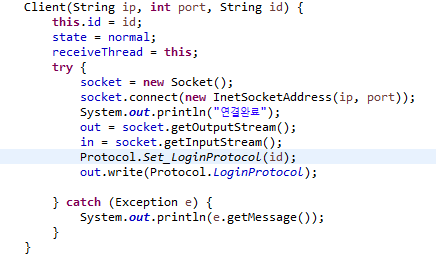 Client(String ip, int port, String id) {
this.id = id;
state = normal;
receiveThread = this;
try {
socket = new Socket();
socket.connect(new InetSocketAddress(ip, port));
System.out.println("연결완료");
out = socket.getOutputStream();
in = socket.getInputStream();
Protocol.Set_LoginProtocol(id);
out.write(Protocol.LoginProtocol);
} catch (Exception e) {
System.out.println(e.getMessage());
}
}